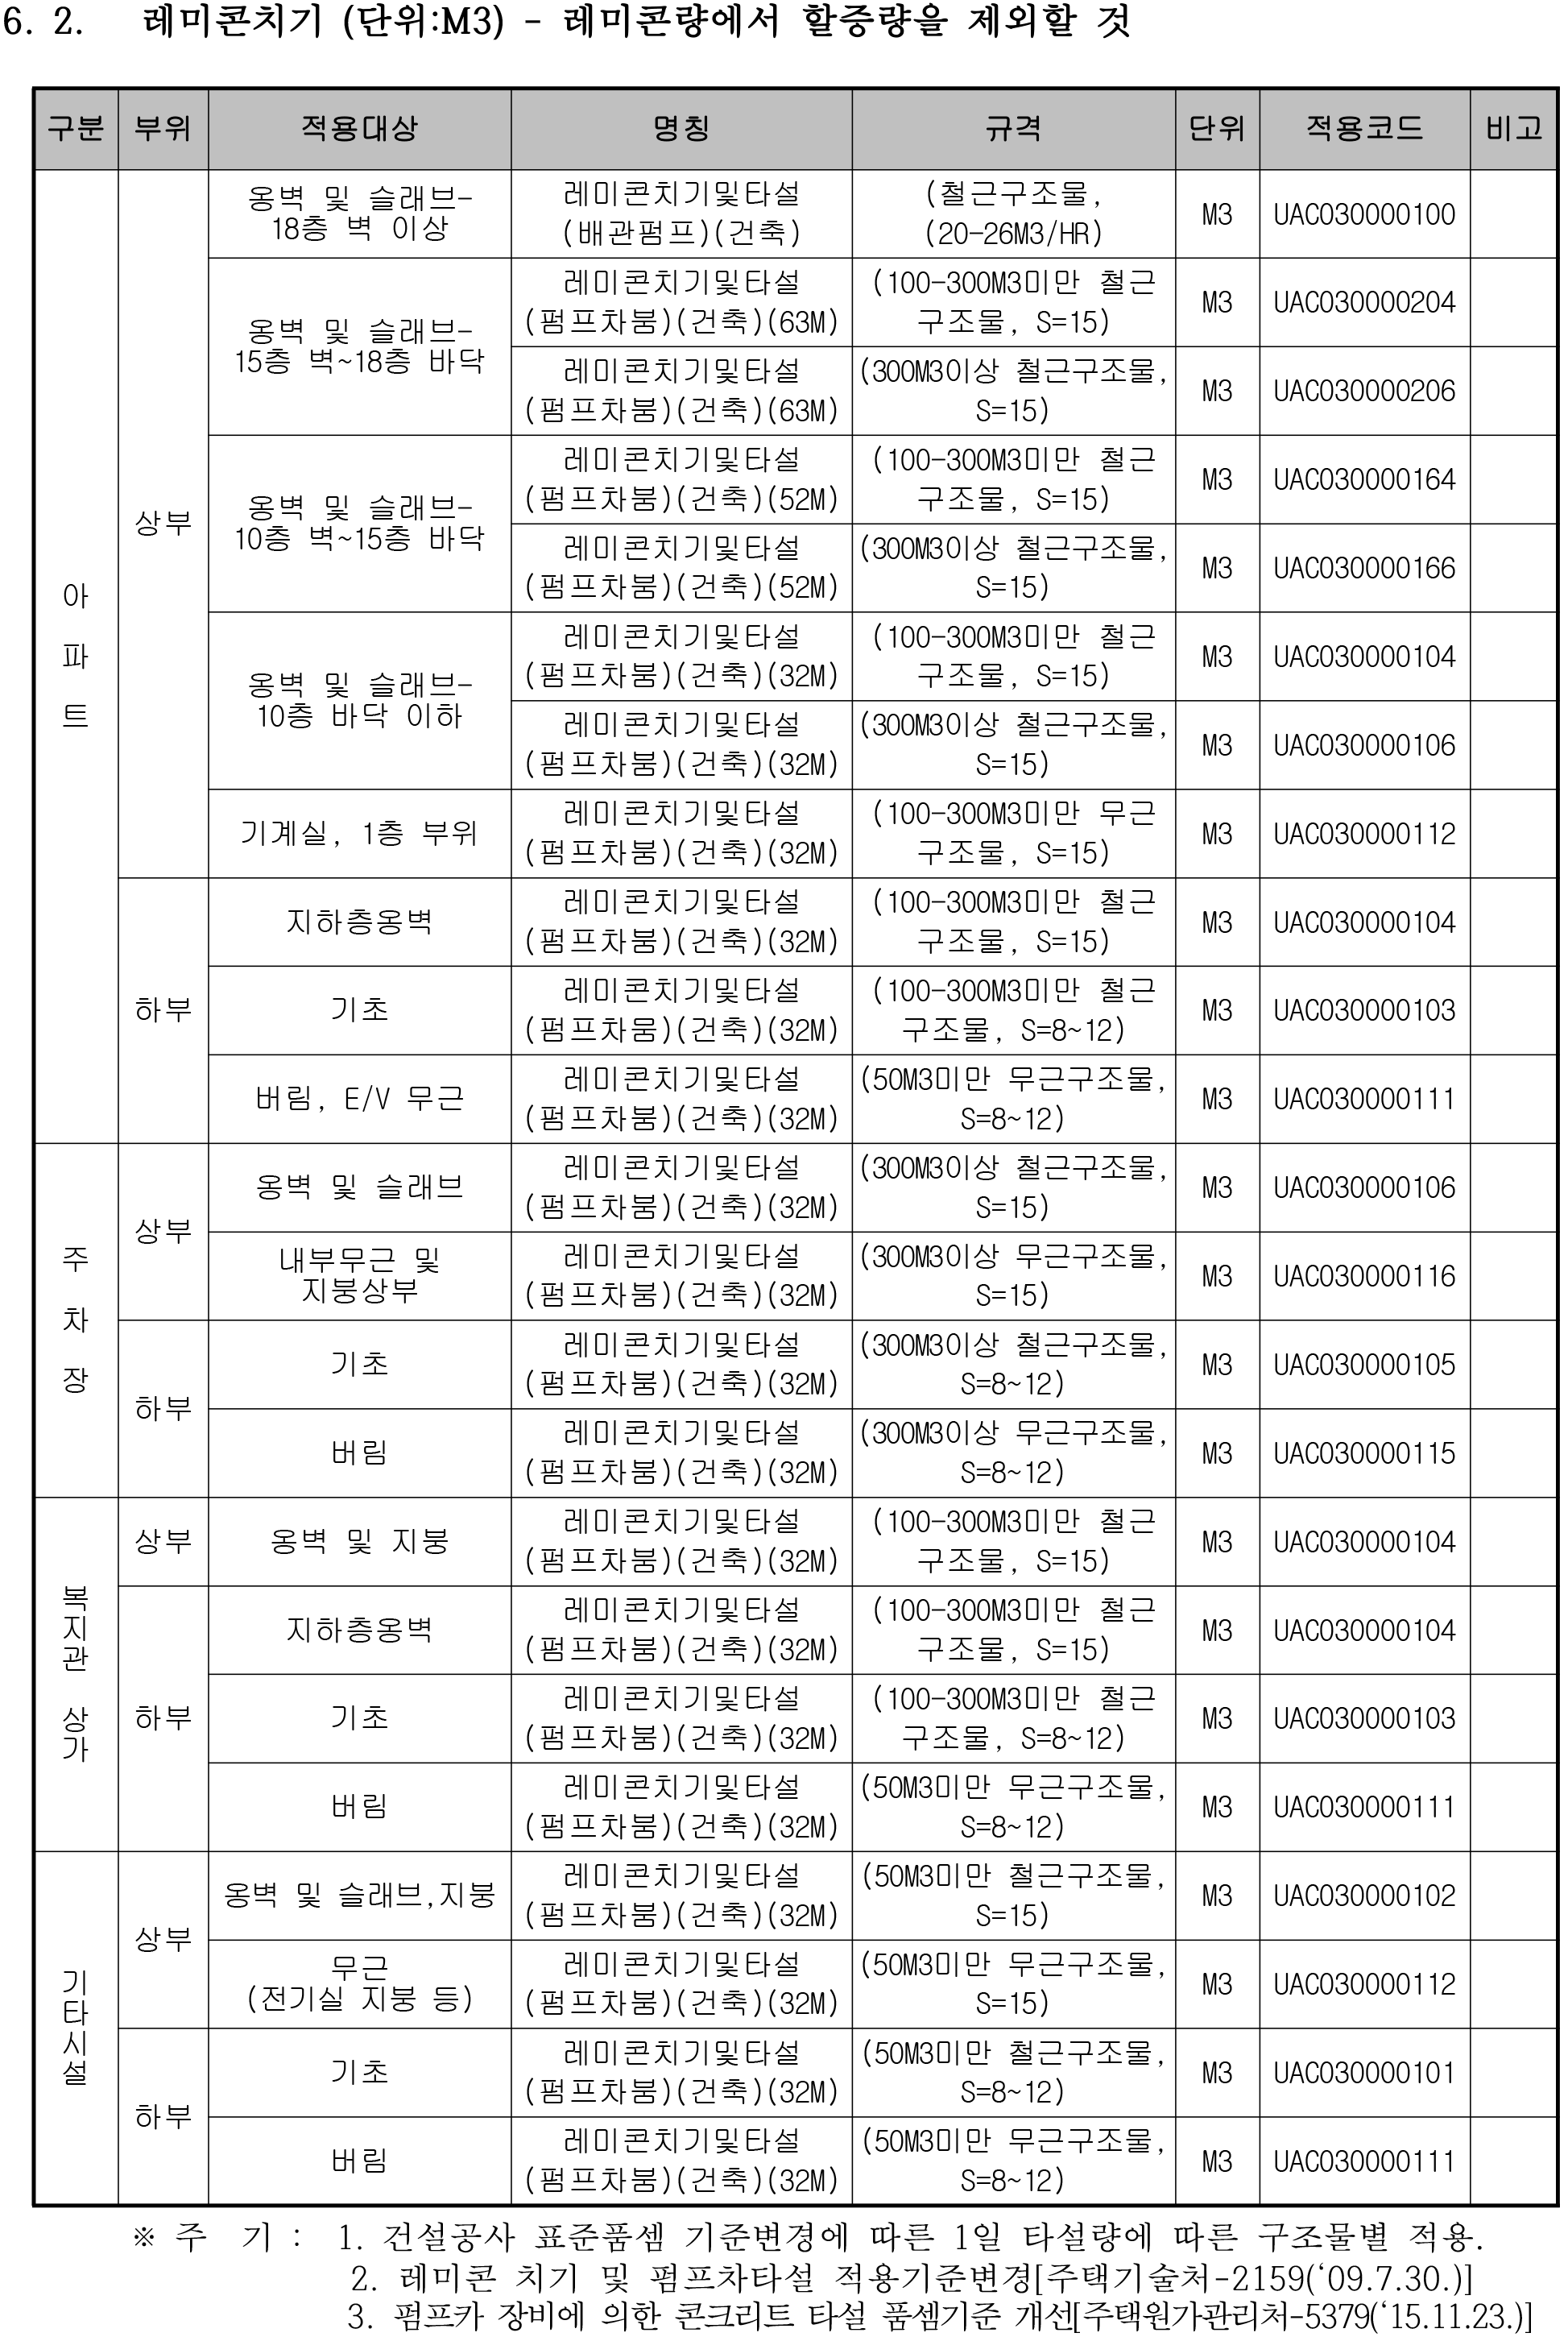 6. 2. 레미콘치기 (단위:M3) - 레미콘량에서 할증량을 제외할 것
구분 부위 적용대상 명칭 규격 단위 적용코드 비고
아 파 트
상부
옹벽 및 슬래브-
18층 벽 이상
레미콘치기및타설
(배관펌프)(건축)
(철근구조물,
(20-26M3/HR)
M3 UAC030000100
옹벽 및 슬래브-
15층 벽~18층 바닥
레미콘치기및타설
(펌프차붐)(건축)(63M)
(100-300M3미만 철근
구조물, S=15)
M3 UAC030000204
레미콘치기및타설
(펌프차붐)(건축)(63M)
(300M3이상 철근구조물,
S=15)
M3 UAC030000206
옹벽 및 슬래브-
10층 벽~15층 바닥
레미콘치기및타설
(펌프차붐)(건축)(52M)
(100-300M3미만 철근
구조물, S=15)
M3 UAC030000164
레미콘치기및타설
(펌프차붐)(건축)(52M)
(300M3이상 철근구조물,
S=15)
M3 UAC030000166
옹벽 및 슬래브-
10층 바닥 이하
레미콘치기및타설
(펌프차붐)(건축)(32M)
(100-300M3미만 철근
구조물, S=15)
M3 UAC030000104
레미콘치기및타설
(펌프차붐)(건축)(32M)
(300M3이상 철근구조물,
S=15)
M3 UAC030000106
기계실, 1층 부위
레미콘치기및타설
(펌프차붐)(건축)(32M)
(100-300M3미만 무근
구조물, S=15)
M3 UAC030000112
하부
지하층옹벽
레미콘치기및타설
(펌프차붐)(건축)(32M)
(100-300M3미만 철근
구조물, S=15)
M3 UAC030000104
기초
레미콘치기및타설
(펌프차뭄)(건축)(32M)
(100-300M3미만 철근
구조물, S=8~12)
M3 UAC030000103
버림, E/V 무근
레미콘치기및타설
(펌프차붐)(건축)(32M)
(50M3미만 무근구조물,
S=8~12)
M3 UAC030000111
주 차 장
상부
옹벽 및 슬래브
레미콘치기및타설
(펌프차붐)(건축)(32M)
(300M3이상 철근구조물,
S=15)
M3 UAC030000106
내부무근 및
지붕상부
레미콘치기및타설
(펌프차붐)(건축)(32M)
(300M3이상 무근구조물,
S=15)
M3 UAC030000116
하부
기초
레미콘치기및타설
(펌프차붐)(건축)(32M)
(300M3이상 철근구조물,
S=8~12)
M3 UAC030000105
버림
레미콘치기및타설
(펌프차붐)(건축)(32M)
(300M3이상 무근구조물,
S=8~12)
M3 UAC030000115
복지관 상가
상부
옹벽 및 지붕
레미콘치기및타설
(펌프차붐)(건축)(32M)
(100-300M3미만 철근
구조물, S=15)
M3 UAC030000104
하부
지하층옹벽
레미콘치기및타설
(펌프차붐)(건축)(32M)
(100-300M3미만 철근
구조물, S=15)
M3 UAC030000104
기초
레미콘치기및타설
(펌프차붐)(건축)(32M)
(100-300M3미만 철근
구조물, S=8~12)
M3 UAC030000103
버림
레미콘치기및타설
(펌프차붐)(건축)(32M)
(50M3미만 무근구조물,
S=8~12)
M3 UAC030000111
기타시설
상부
옹벽 및 슬래브,지붕
레미콘치기및타설
(펌프차붐)(건축)(32M)
(50M3미만 철근구조물,
S=15)
M3 UAC030000102
무근
(전기실 지붕 등)
레미콘치기및타설
(펌프차붐)(건축)(32M)
(50M3미만 무근구조물,
S=15)
M3 UAC030000112
하부
기초
레미콘치기및타설
(펌프차붐)(건축)(32M)
(50M3미만 철근구조물,
S=8~12)
M3 UAC030000101
버림
레미콘치기및타설
(펌프차붐)(건축)(32M)
(50M3미만 무근구조물,
S=8~12)
M3 UAC030000111
※ 주 기 : 1. 건설공사 표준품셈 기준변경에 따른 1일 타설량에 따른 구조물별 적용.
2. 레미콘 치기 및 펌프차타설 적용기준변경[주택기술처-2159(‘09.7.30.)]
3. 펌프카 장비에 의한 콘크리트 타설 품셈기준 개선[주택원가관리처-5379(‘15.11.23.)]